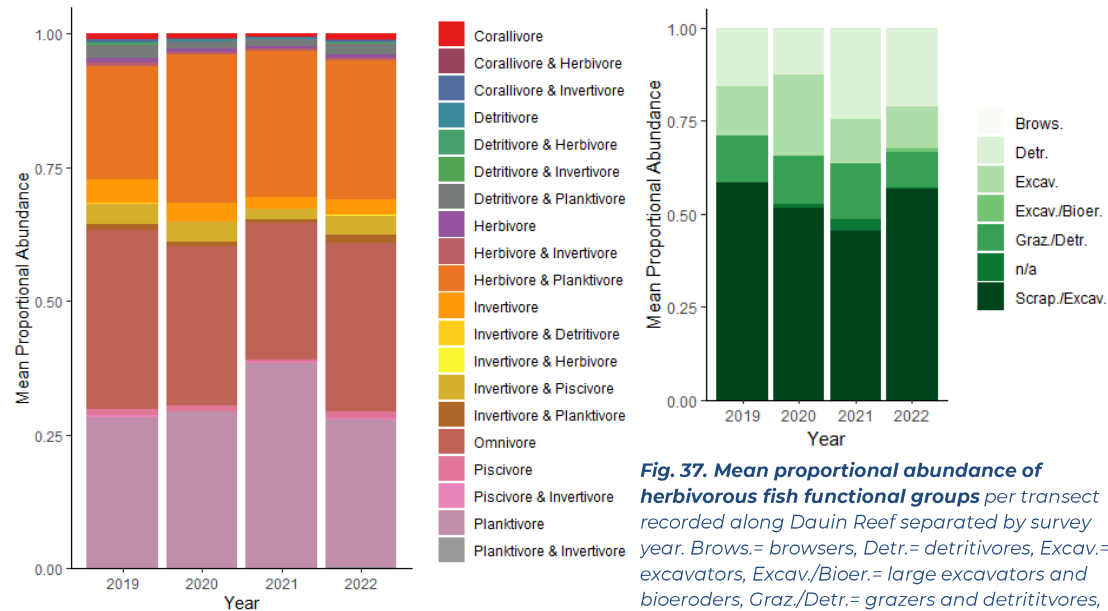 Mean Proportional Abundance
1.00
0.75
0.50
0.25
0.00
2019
2020
2021
2022
Year
Corallivore
Corallivore & Herbivore
Corallivore & Invertivore
Detritivore
Detritivore & Herbivore
Detritivore & Invertivore
Detritivore & Planktivore
Herbivore
Herbivore & Invertivore
Herbivore & Planktivore
Invertivore
Invertivore & Detritivore
Invertivore & Herbivore
Invertivore & Piscivore
Invertivore & Planktivore
Omnivore
Piscivore
Piscivore & Invertivore
Planktivore
Planktivore & Invertivore
Mean Proportional Abundance
1.00
0.75
0.50
0.25
0.00
2019
2020
2021
2022
Year
Brows.
Detr.
Excav.
Excav./Bioer.
Graz./Detr.
n/a
Scrap./Excav.
Fig. 37. Mean proportional abundance of
herbivorous fish functional groups per transect
recorded along Dauin Reef separated by survey
year. Brows.= browsers, Detr.= detritivores, Excav.=
excavators, Excav./Bioer.= large excavators and
bioeroders, Graz./Detr.= grazers and detrititvores,